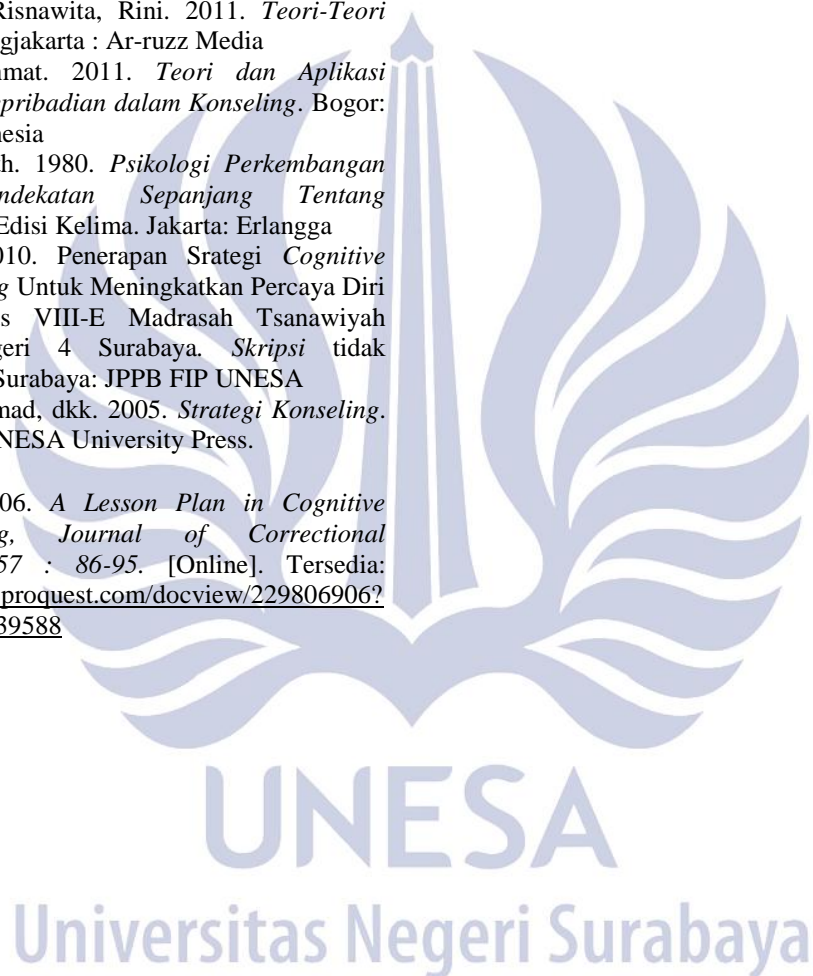 Risnawita, Rini. 2011. Teori-Teori
gjakarta : Ar-ruzz Media
mat. 2011. Teori dan Aplikasi
epribadian dalam Konseling. Bogor:
nesia
th. 1980. Psikologi Perkembangan
ndekatan Sepanjang Tentang
Edisi Kelima. Jakarta: Erlangga
010. Penerapan Srategi Cognitive
g Untuk Meningkatkan Percaya Diri
s VIII-E Madrasah Tsanawiyah
geri 4 Surabaya. Skripsi tidak
Surabaya: JPPB FIP UNESA
mad, dkk. 2005. Strategi Konseling.
NESA University Press.
06. A Lesson Plan in Cognitive
g, Journal of Correctional
57 : 86-95. [Online]. Tersedia:
proquest.com/docview/229806906?
39588
UNESA
Universitas Negeri Surabaya